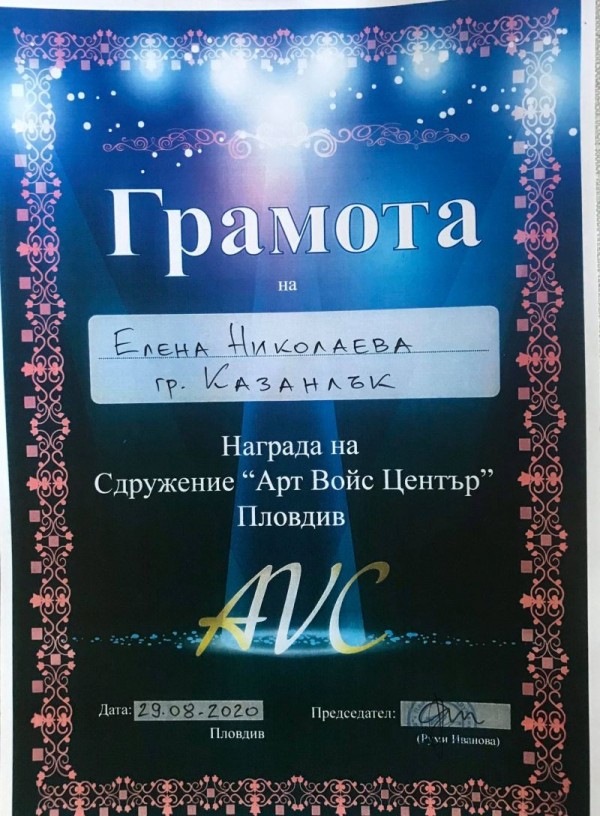 Грамота
на
Елена Николаева
гр. Казанлък
Награда на
Сдружение “Арт Войс Център”
Пловдив
AVC
Дата: 29.08.2020 Председател:
Пловдив (Руми Иванова)